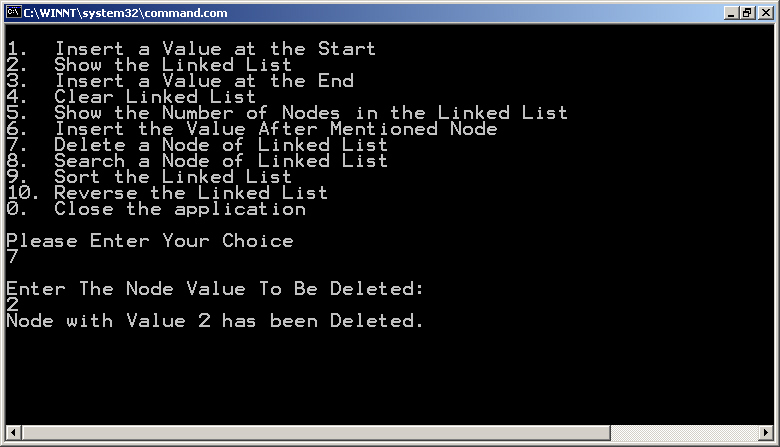 C:\WINNT\system32\command.com
1. Insert a Value at the Start
2. Show the Linked List
3. Insert a Value at the End
4. Clear Linked List
5. Show the Number of Nodes in the Linked List
6. Insert the Value After Mentioned Node
7. Delete a Node of Linked List
8. Search a Node of Linked List
9. Sort the Linked List
10. Reverse the Linked List
0. Close the application
Please Enter Your Choice
7
Enter The Node Value To Be Deleted:
2
Node with Value 2 has been Deleted.